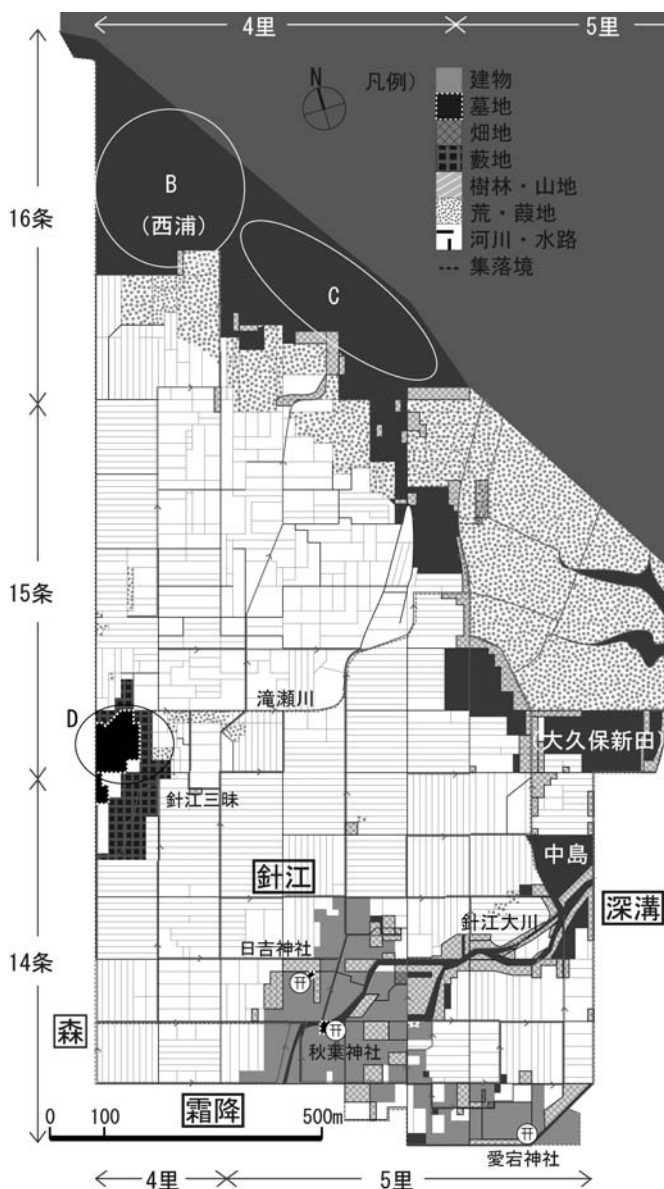 4里
5里
N
凡例)
建物
墓地
畑地
藪地
樹林・山地
荒・葭地
河川・水路
集落境
16条
B
(西浦)
C
15条
滝瀬川
D
(大久保新田)
針江三昧
中島
針江
深溝
針江大川
日吉神社
14条
森
秋葉神社
霜降
0 100 500m
愛宕神社
4里
5里